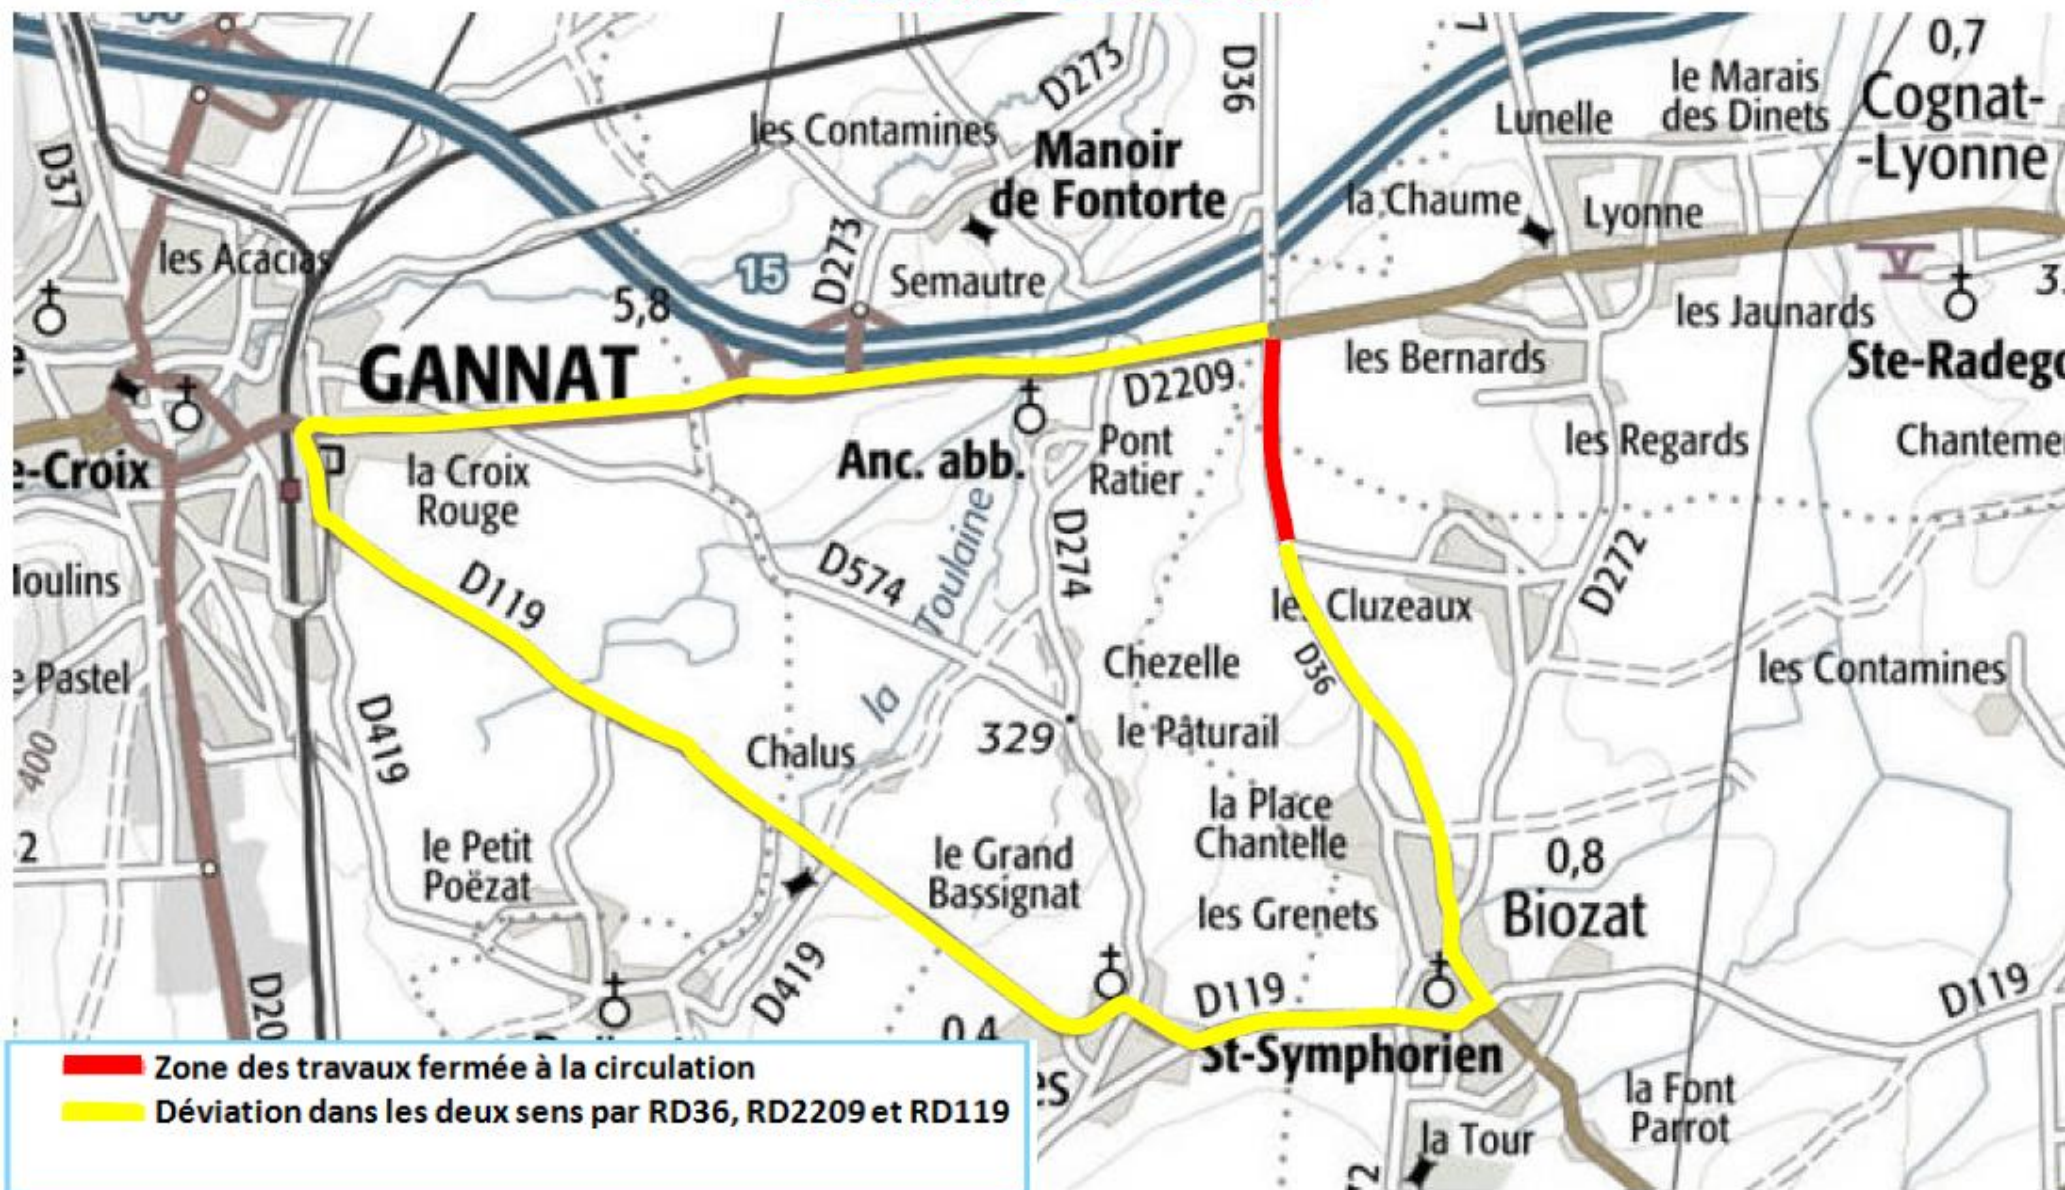 0,7
D36
D273
le Marais
des Dinets
Cognat-
-Lyonne
Lunelle
les Contamines
Manoir
de Fontorte
D37
la Chaume
Lyonne
les Acacias
D273
15
Semautre
5,8
les Jaunards
GANNAT
les Bernards
Ste-Radego
D2209
e-Croix
la Croix
Rouge
Anc. abb.
Pont
Ratier
les Regards
Chanteme
D119
D574
Toulaine
D274
D272
Moulins
les Cluzeaux
e Pastel
Chezelle
D36
les Contamines
D419
400
Chalus
la
329
le Pâturail
la Place
Chantelle
le Petit
Poëzat
le Grand
Bassignat
0,8
Biozat
les Grenets
D20
D419
D119
D119
0,4
St-Symphorien
es
la Font
Parrot
la Tour
Zone des travaux fermée à la circulation
Déviation dans les deux sens par RD36, RD2209 et RD119